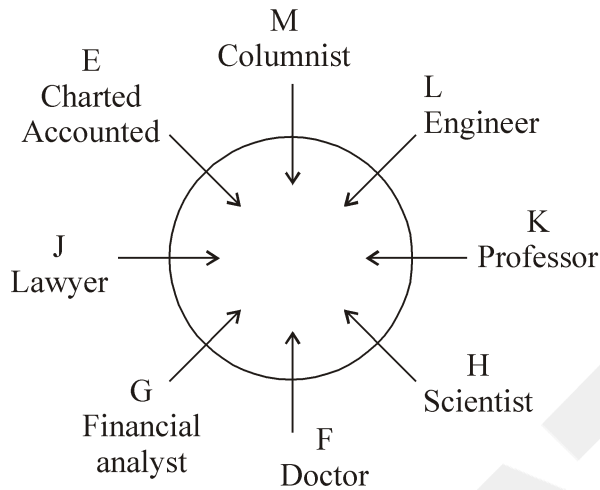 M
Columnist
E
Charted
Accounted
L
Engineer
K
Professor
J
Lawyer
H
Scientist
G
Financial
analyst
F
Doctor